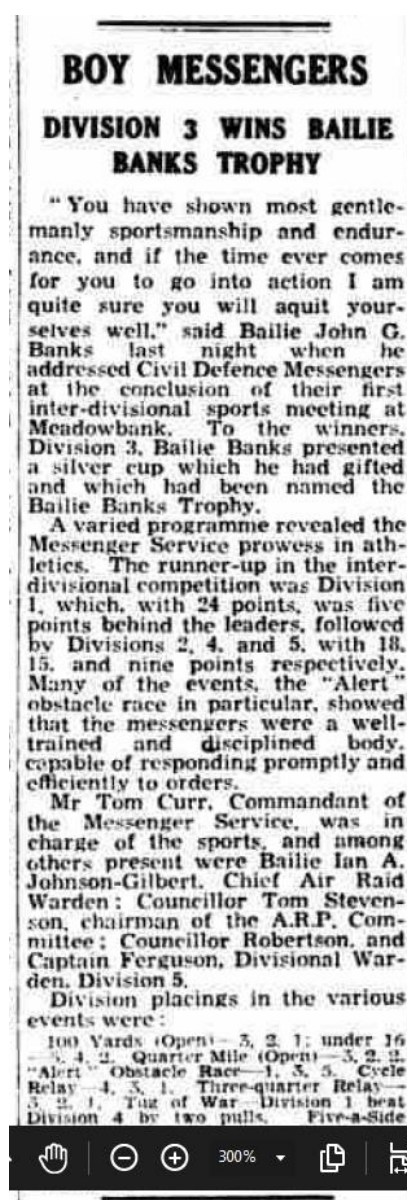 BOY MESSENGERS
DIVISION 3 WINS BAILIE
BANKS TROPHY
"You have shown most gentle-
manly sportsmanship and endur-
ance, and if the time ever comes
for you to go into action I am
quite sure you will aquit your-
selves well," said Bailie John G.
Banks last night when he
addressed Civil Defence Messengers
at the conclusion of their first
inter-divisional sports meeting at
Meadowbank. To the winners,
Division 3, Bailie Banks presented
a silver cup which he had gifted
and which had been named the
Bailie Banks Trophy.
A varied programme revealed the
Messenger Service prowess in ath-
letics. The runner-up in the inter-
divisional competition was Division
1, which, with 24 points, was five
points behind the leaders, followed
by Divisions 2, 4, and 5, with 18,
15, and nine points respectively.
Many of the events, the "Alert"
obstacle race in particular, showed
that the messengers were a well-
trained and disciplined body,
capable of responding promptly and
efficiently to orders.
Mr Tom Curr, Commandant of
the Messenger Service, was in
charge of the sports, and among
others present were Bailie Ian A.
Johnson-Gilbert, Chief Air Raid
Warden; Councillor Tom Steven-
son, chairman of the A.R.P. Com-
mittee; Councillor Robertson, and
Captain Ferguson, Divisional War-
den, Division 5.
Division placings in the various
events were:
100 Yards (Open)—3, 2, 1; under 16
4, 2. Quarter Mile (Open)—3, 2, 2.
"Alert" Obstacle Race—1, 3, 5. Cycle
Relay—4, 3, 1. Three-quarter Relay—
3, 2, 1. Tug of War—Division 1 beat
Division 4 by two pulls. Five-a-Side
300%